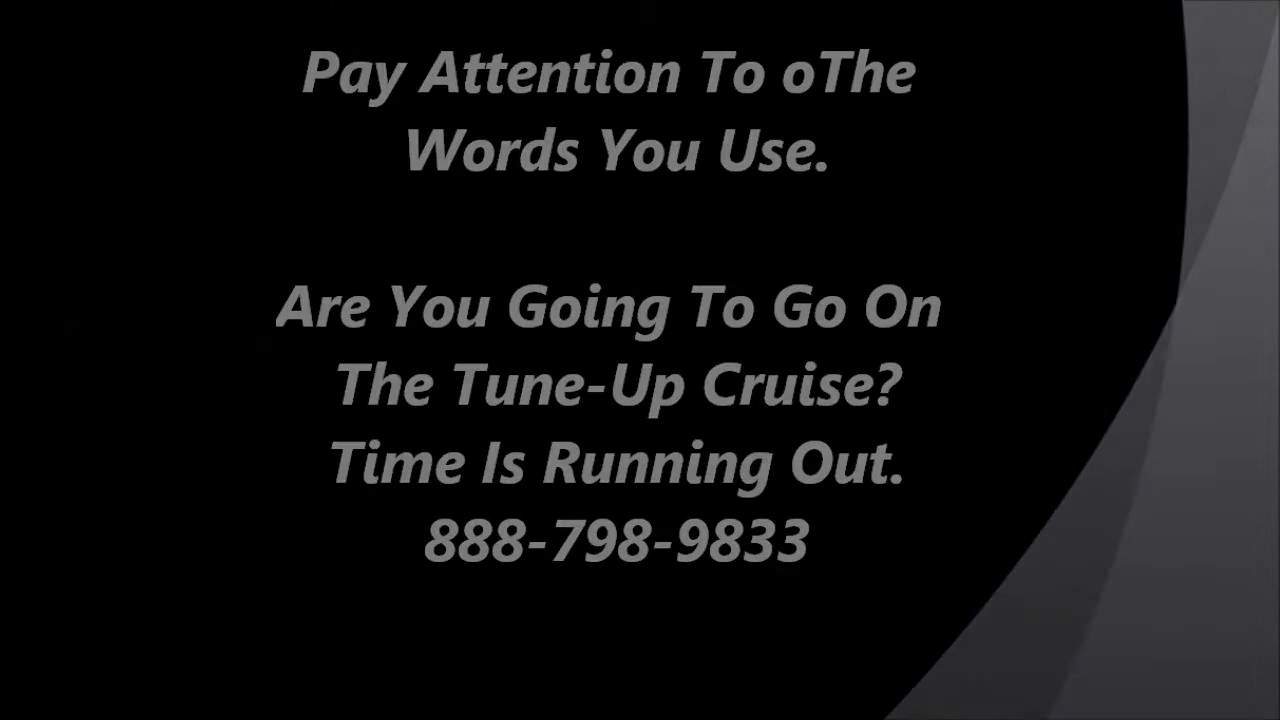 Pay Attention To oThe
Words You Use.
Are You Going To Go On
The Tune-Up Cruise?
Time Is Running Out.
888-798-9833